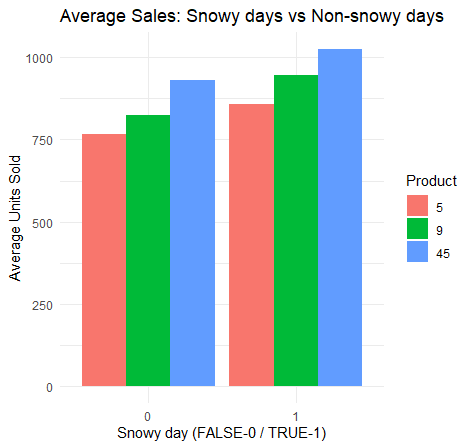 Average Sales: Snowy days vs Non-snowy days
Average Units Sold
1000
750
500
250
0
0
1
Snowy day (FALSE-0 / TRUE-1)
Product
5
9
45